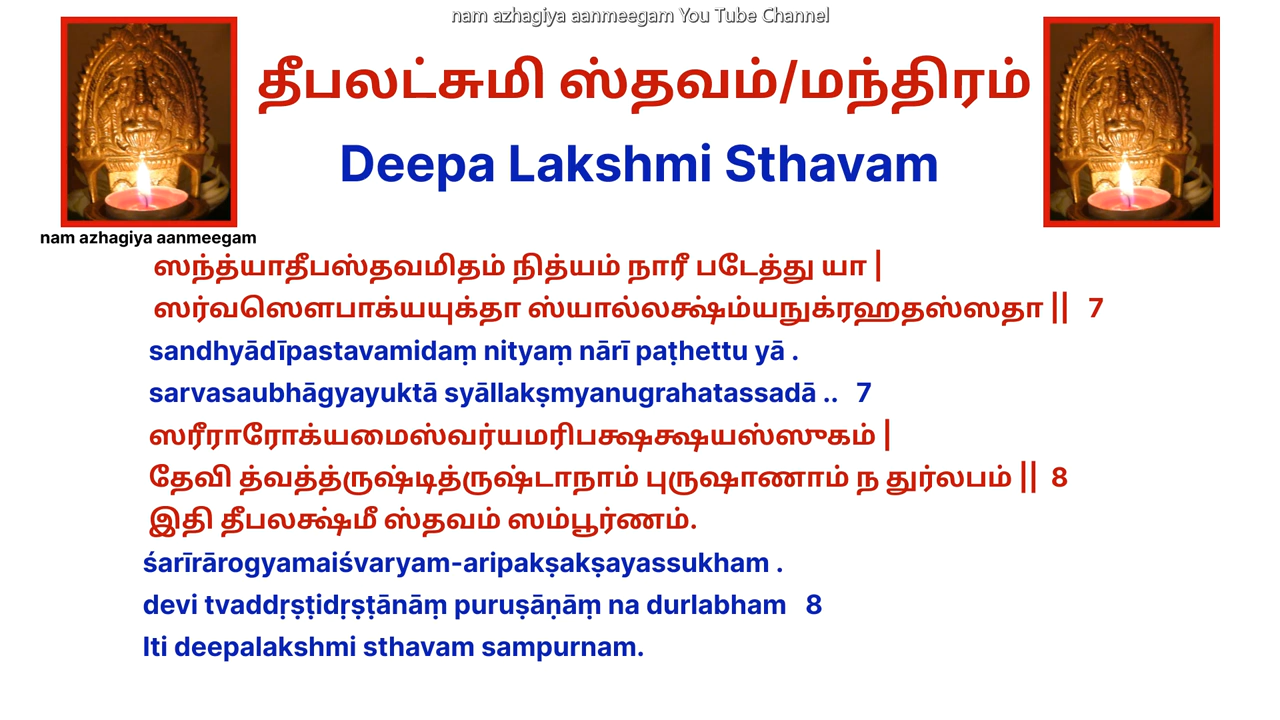 nam azhagiya aanmeegam You Tube Channel
தீபலட்சுமி ஸ்தவம்/மந்திரம்
Deepa Lakshmi Sthavam
nam azhagiya aanmeegam
ஸந்த்யாதீபஸ்தவமிதம் நித்யம் நாரீ படேத்து யா |
ஸர்வஸௌபாக்யயுக்தா ஸ்யால்லக்ஷ்ம்யநுக்ரஹதஸ்ஸதா || 7
sandhyādīpastavamidaṃ nityaṃ nārī paṭhettu yā .
sarvasaubhāgyayuktā syāllakṣmyanugrahatassadā .. 7
ஸரீராரோக்யமைஸ்வர்யமரிபக்ஷக்ஷயஸ்ஸுகம் |
தேவி த்வத்த்ருஷ்டித்ருஷ்டாநாம் புருஷாணாம் ந துர்லபம் || 8
இதி தீபலக்ஷ்மீ ஸ்தவம் ஸம்பூர்ணம்.
śarīrārogyamaiśvaryam-aripakṣakṣayassukham .
devi tvaddṛṣṭidṛṣṭānāṃ puruṣāṇāṃ na durlabham 8
Iti deepalakshmi sthavam sampurnam.